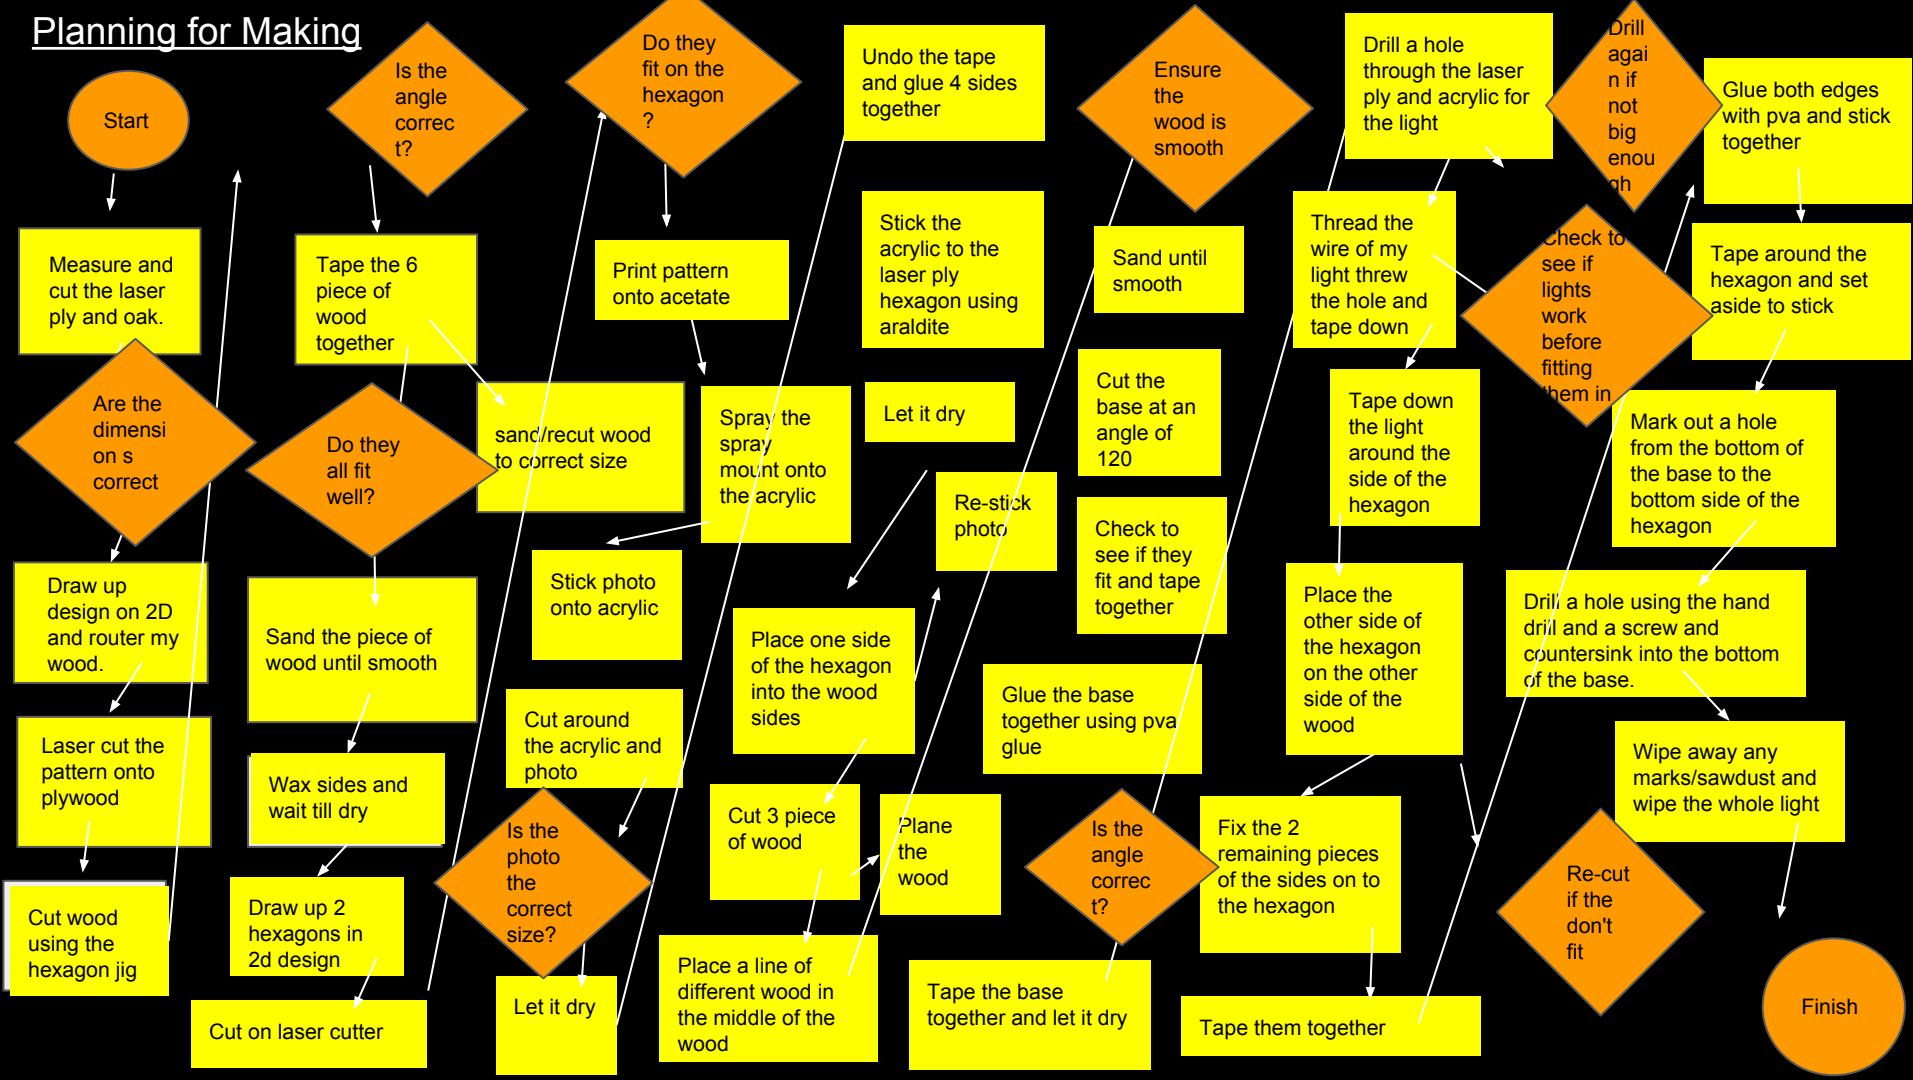 Planning for Making
Start
Measure and
cut the laser
ply and oak.
Are the
dimensi
on s
correct
Draw up
design on 2D
and router my
wood.
Laser cut the
pattern onto
plywood
Cut wood
using the
hexagon jig
Is the
angle
correc
t?
Tape the 6
piece of
wood
together
sand/recut wood
to correct size
Do they
all fit
well?
Sand the piece of
wood until smooth
Wax sides and
wait till dry
Draw up 2
hexagons in
2d design
Cut on laser cutter
Do they
fit on the
hexagon
?
Print pattern
onto acetate
Spray the
spray
mount onto
the acrylic
Stick photo
onto acrylic
Cut around
the acrylic and
photo
Is the
photo
the
correct
size?
Let it dry
Undo the tape
and glue 4 sides
together
Stick the
acrylic to the
laser ply
hexagon using
araldite
Let it dry
Re-stick
photo
Place one side
of the hexagon
into the wood
sides
Cut 3 piece
of wood
Plane
the
wood
Place a line of
different wood in
the middle of the
wood
Ensure
the
wood is
smooth
Sand until
smooth
Cut the
base at an
angle of
120
Check to
see if they
fit and tape
together
Glue the base
together using pva
glue
Is the
angle
correc
t?
Tape the base
together and let it dry
Drill a hole
through the laser
ply and acrylic for
the light
Thread the
wire of my
light threw
the hole and
tape down
Tape down
the light
around the
side of the
hexagon
Place the
other side of
the hexagon
on the other
side of the
wood
Fix the 2
remaining pieces
of the sides on to
the hexagon
Tape them together
Drill
agai
n if
not
big
enou
gh
Check to
see if
lights
work
before
fitting
them in
Glue both edges
with pva and stick
together
Tape around the
hexagon and set
aside to stick
Mark out a hole
from the bottom of
the base to the
bottom side of the
hexagon
Drill a hole using the hand
drill and a screw and
countersink into the bottom
of the base.
Wipe away any
marks/sawdust and
wipe the whole light
Re-cut
if the
don't
fit
Finish